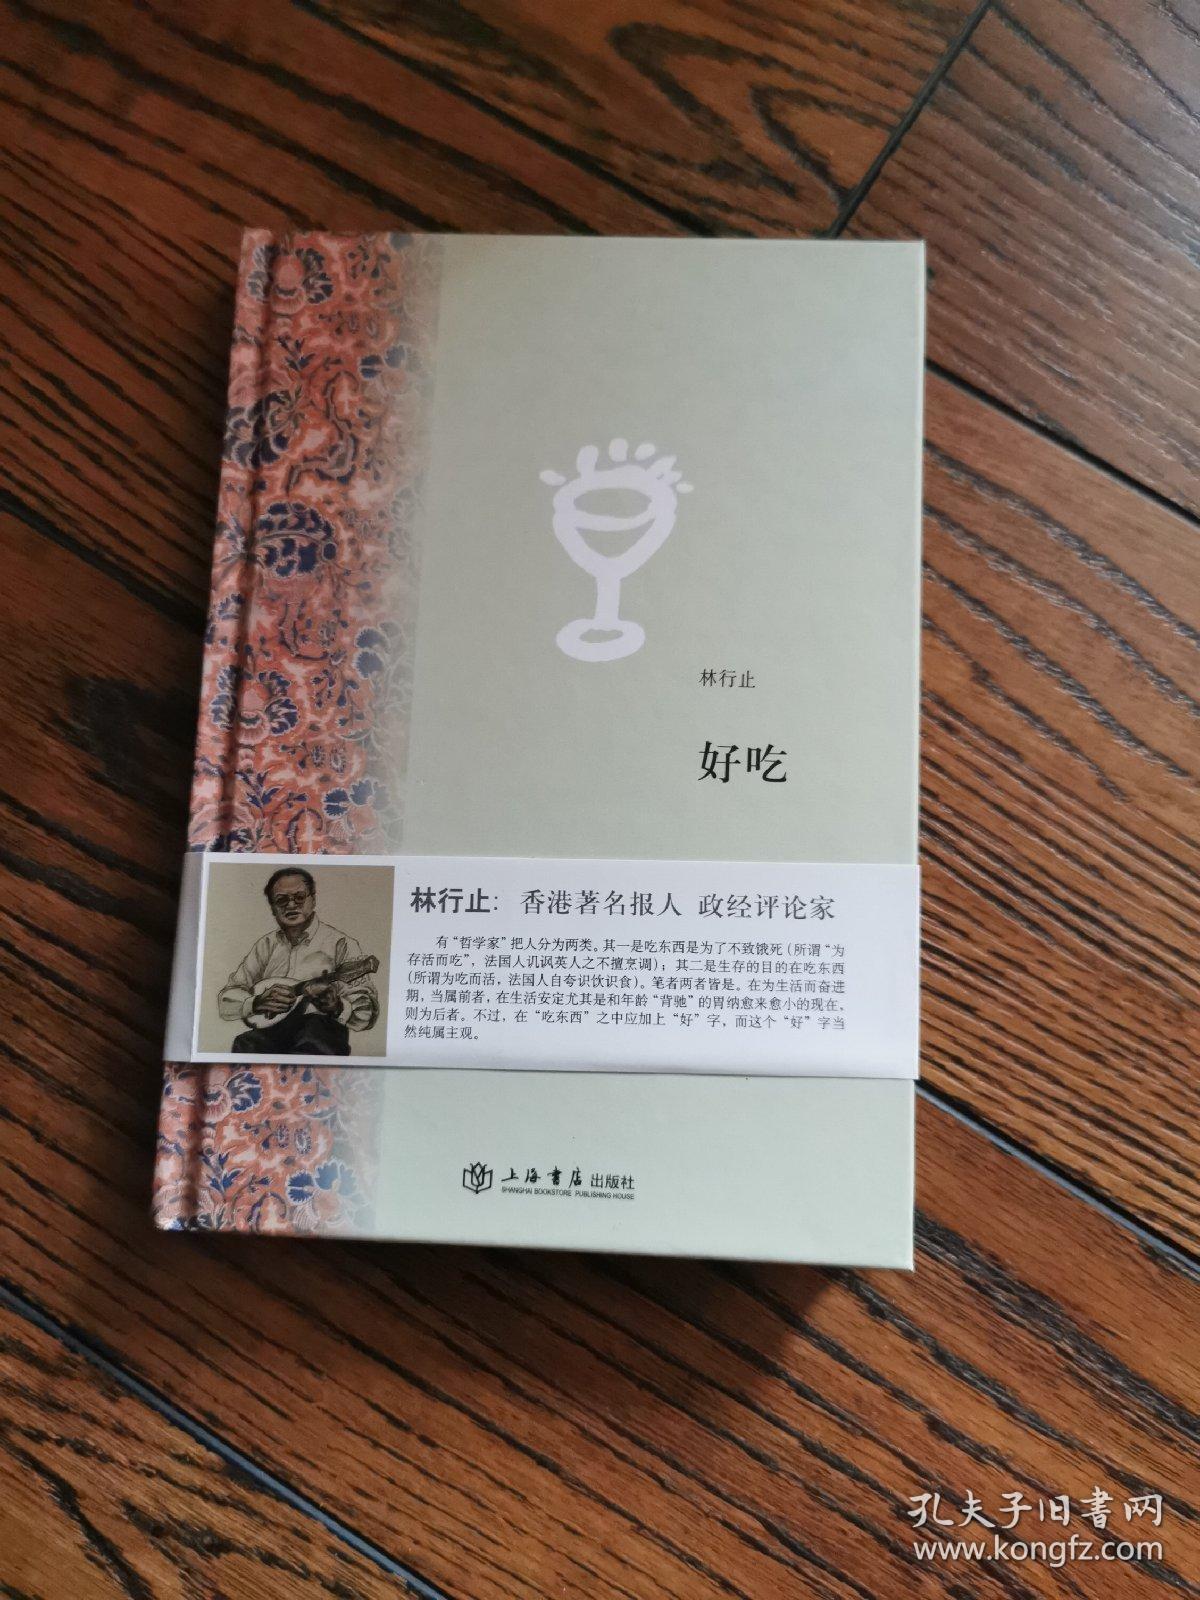 林行止
好吃
林行止：香港著名报人 政经评论家
有“哲学家”把人分为两类。其一是吃东西是为了不致饿死（所谓“为
存活而吃”，法国人讥讽英人之不擅烹调）；其二是生存的目的在吃东西
（所谓为吃而活，法国人自夸识饮识食）。笔者两者皆是。在为生活而奋进
期，当属前者，在生活安定尤其是和年龄“背驰”的胃纳愈来愈小的现在，
则为后者。不过，在“吃东西”之中应加上“好”字，而这个“好”字当
然纯属主观。
上海书店出版社
SHANGHAI BOOKSTORE PUBLISHING HOUSE
孔夫子旧書网
www.kongfz.com